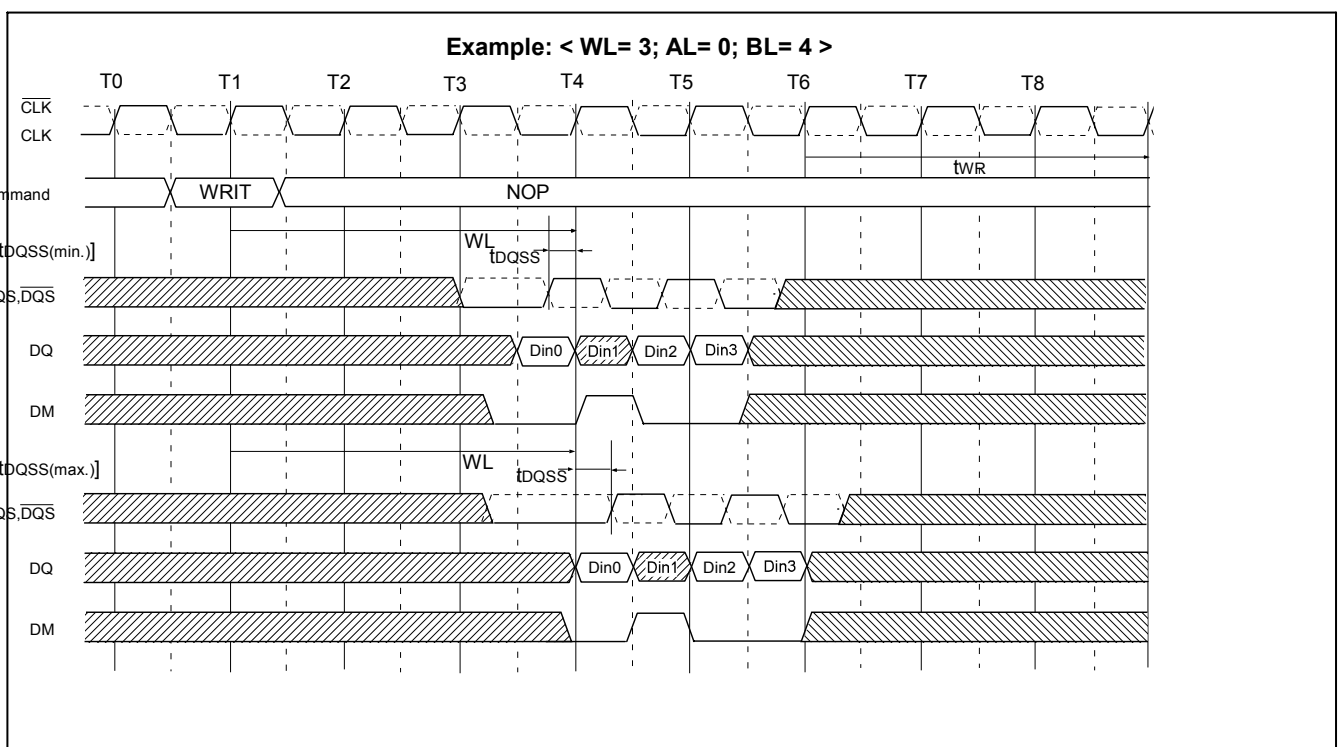 Example: < WL= 3; AL= 0; BL= 4 >
T0 T1 T2 T3 T4 T5 T6 T7 T8
CLK
CLK
tWR
mmand WRIT NOP
WL
tDQSS(min.)] tDQSS
QS,DQS
DQ Din0 Din1 Din2 Din3
DM
tDQSS(max.)] WL tDQSS
QS,DQS
DQ Din0 Din1 Din2 Din3
DM